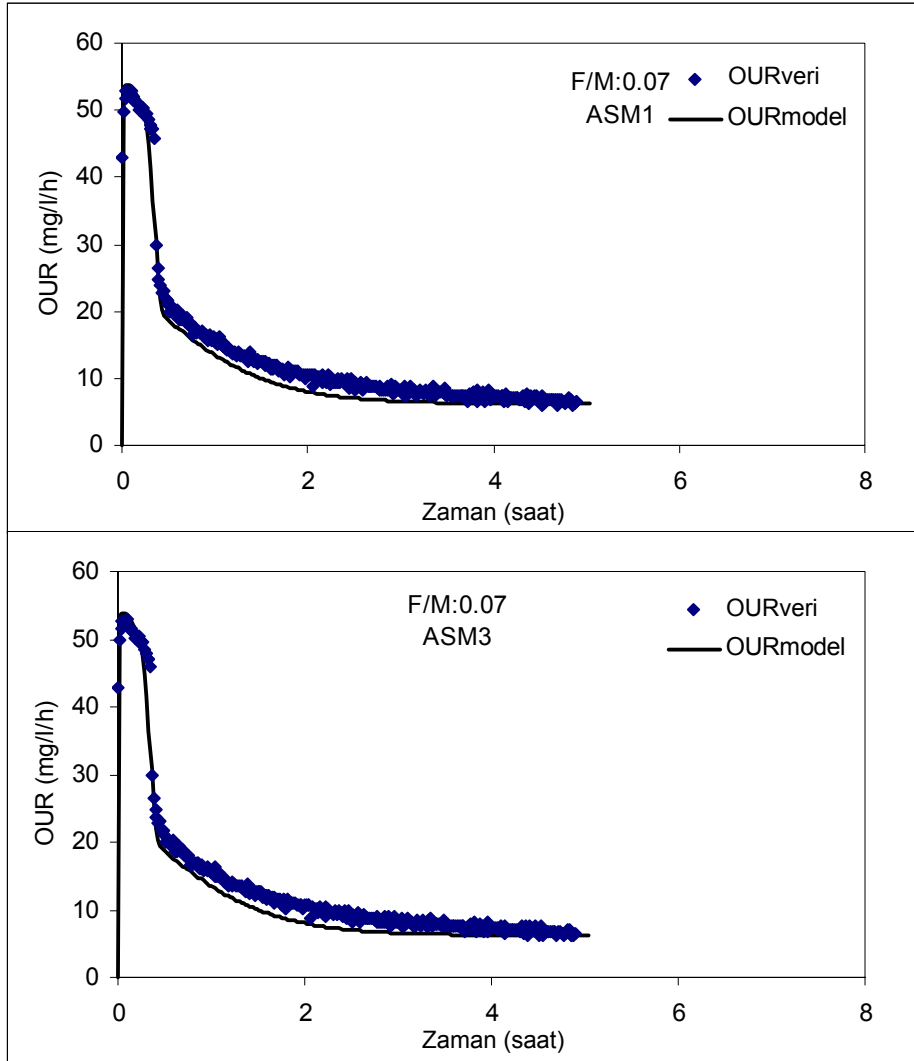 60
50
40
30
20
10
0
OUR (mg/l/h)
F/M:0.07
ASM1
OURveri
OURmodel
0 2 4 6 8
Zaman (saat)
60
50
40
30
20
10
0
OUR (mg/l/h)
F/M:0.07
ASM3
OURveri
OURmodel
0 2 4 6 8
Zaman (saat)